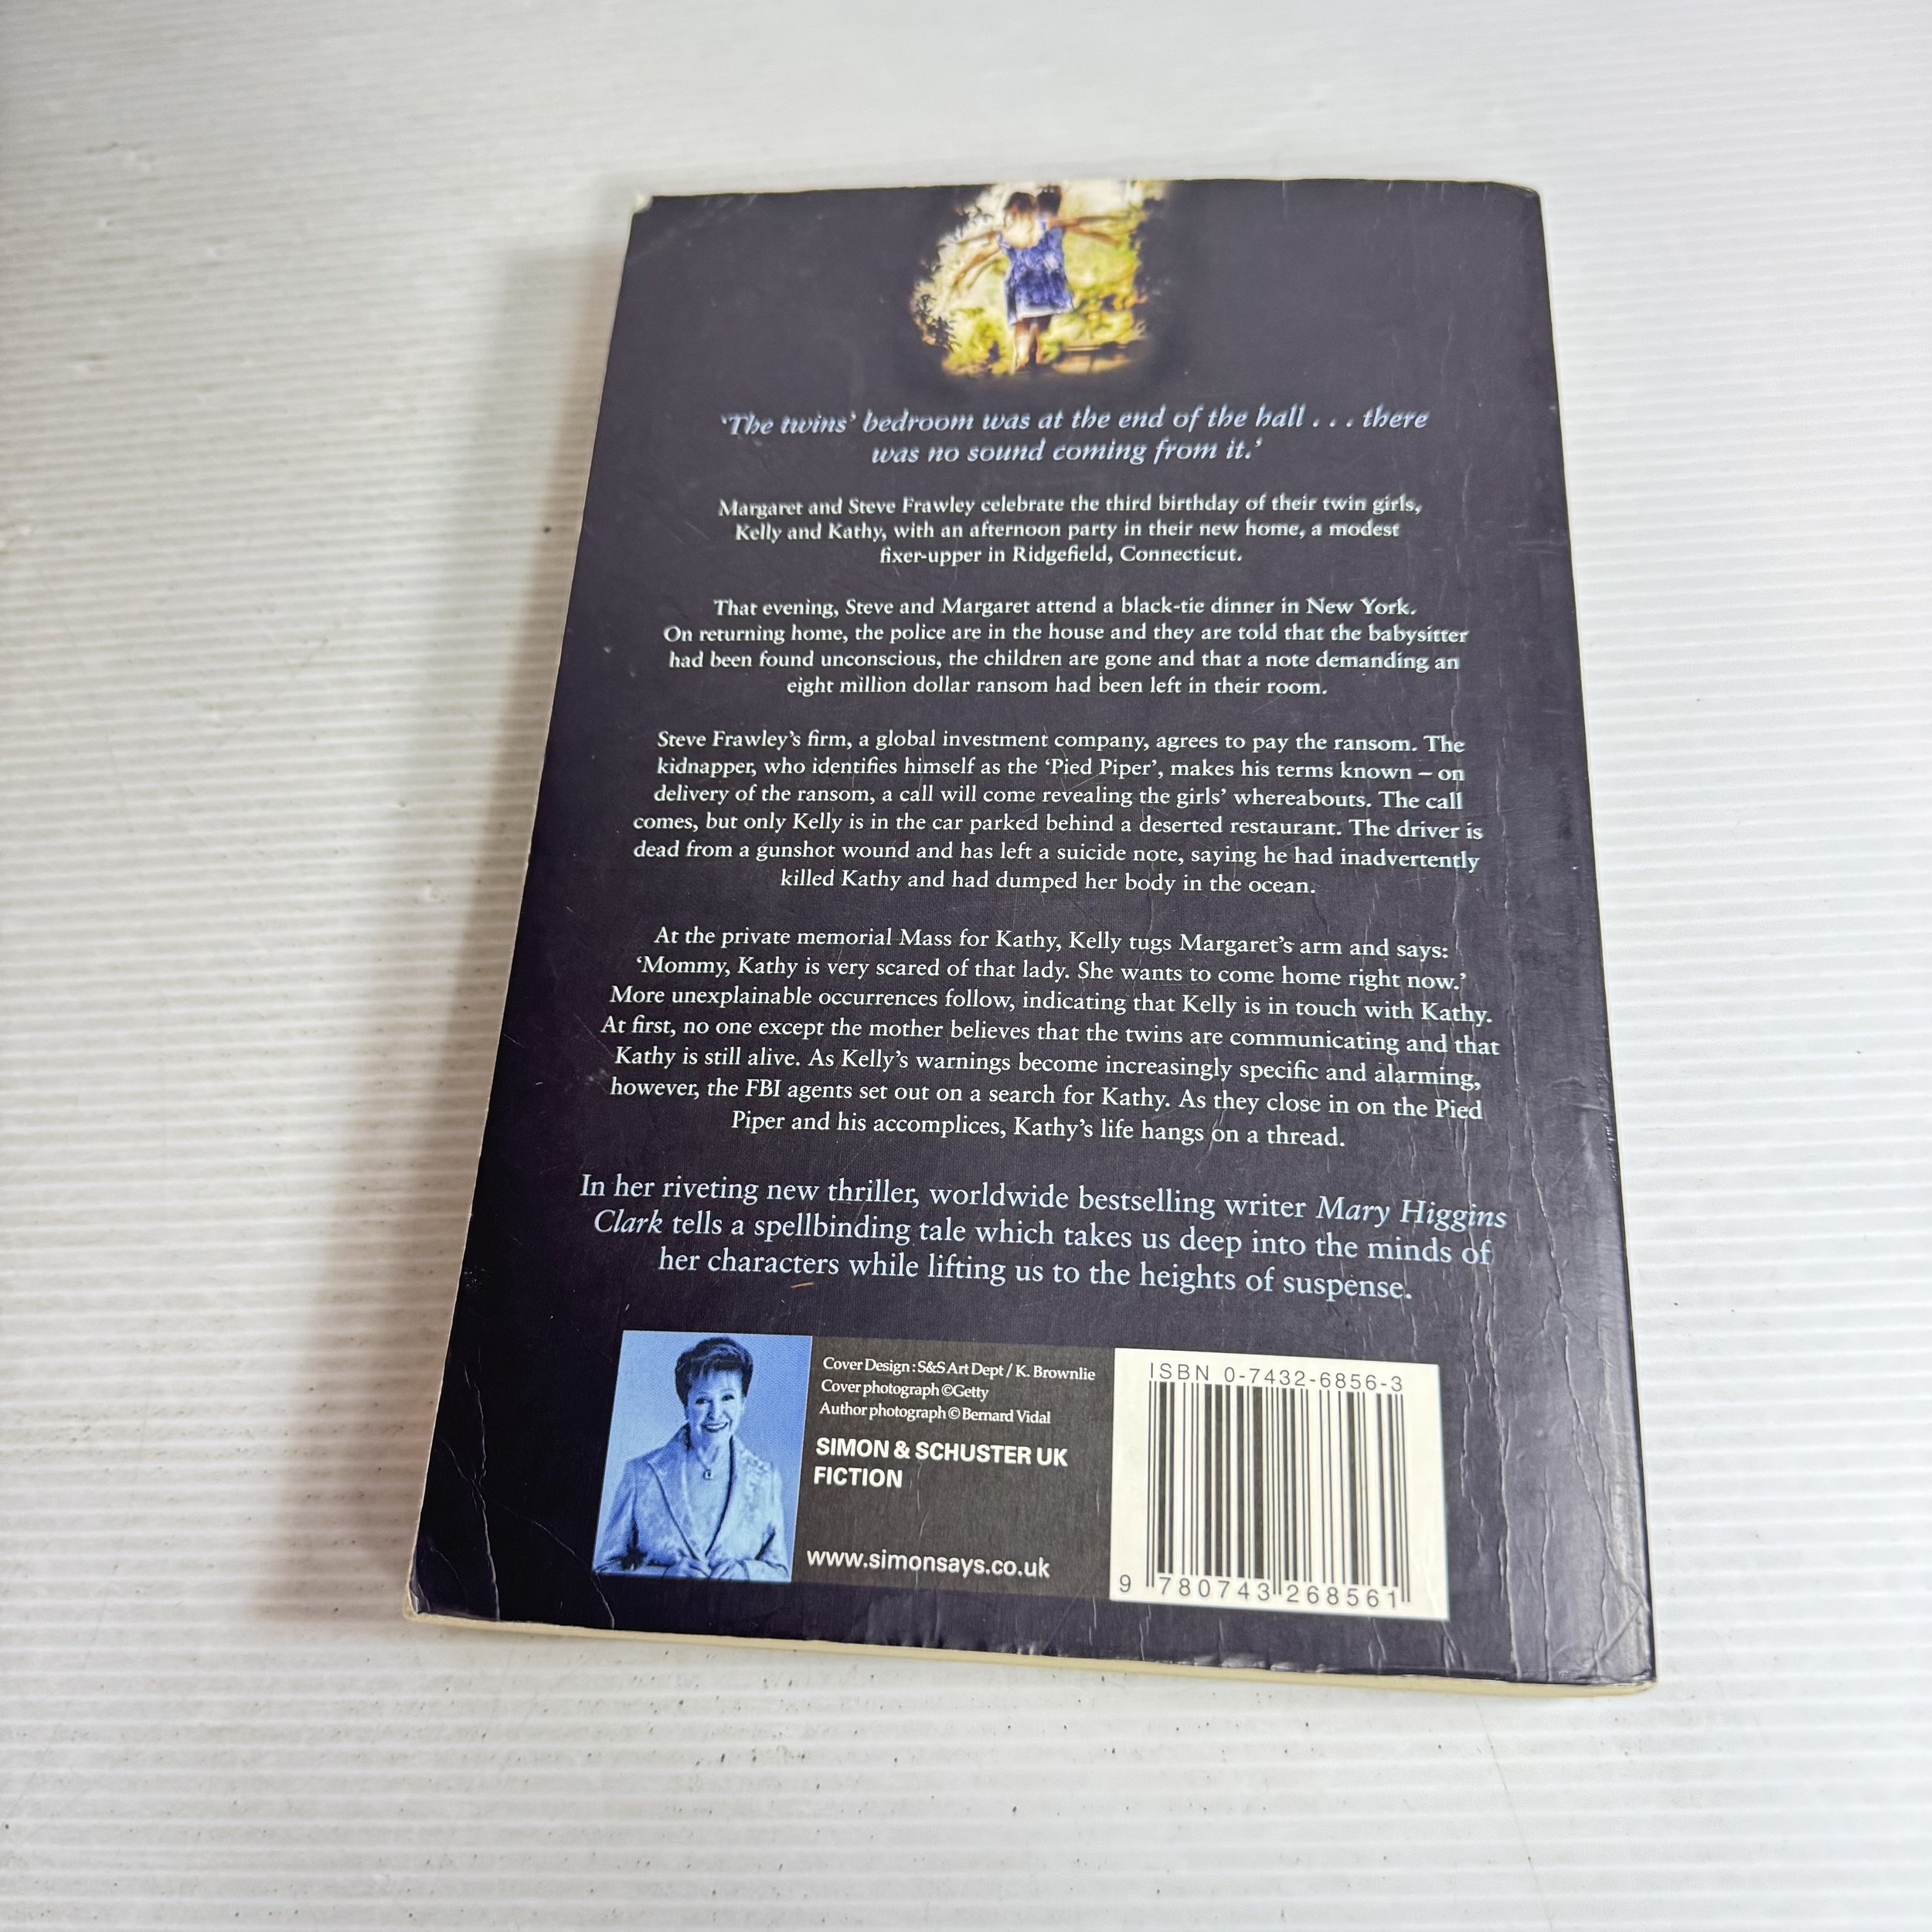 ‘The twins’ bedroom was at the end of the hall . . . there
was no sound coming from it.’
Margaret and Steve Frawley celebrate the third birthday of their twin girls,
Kelly and Kathy, with an afternoon party in their new home, a modest
fixer-upper in Ridgefield, Connecticut.
That evening, Steve and Margaret attend a black-tie dinner in New York.
On returning home, the police are in the house and they are told that the babysitter
had been found unconscious, the children are gone and that a note demanding an
eight million dollar ransom had been left in their room.
Steve Frawley’s firm, a global investment company, agrees to pay the ransom. The
kidnapper, who identifies himself as the ‘Pied Piper’, makes his terms known – on
delivery of the ransom, a call will come revealing the girls’ whereabouts. The call
comes, but only Kelly is in the car parked behind a deserted restaurant. The driver is
dead from a gunshot wound and has left a suicide note, saying he had inadvertently
killed Kathy and had dumped her body in the ocean.
At the private memorial Mass for Kathy, Kelly tugs Margaret’s arm and says:
‘Mommy, Kathy is very scared of that lady. She wants to come home right now.’
More unexplainable occurrences follow, indicating that Kelly is in touch with Kathy.
At first, no one except the mother believes that the twins are communicating and that
Kathy is still alive. As Kelly’s warnings become increasingly specific and alarming,
however, the FBI agents set out on a search for Kathy. As they close in on the Pied
Piper and his accomplices, Kathy’s life hangs on a thread.
In her riveting new thriller, worldwide bestselling writer Mary Higgins
Clark tells a spellbinding tale which takes us deep into the minds of
her characters while lifting us to the heights of suspense.
Cover Design : S&S Art Dept / K. Brownlie
Cover photograph ©Getty
Author photograph © Bernard Vidal
SIMON & SCHUSTER UK
FICTION
www.simonsays.co.uk
ISBN 0-7432-6856-3
9 780743 268561